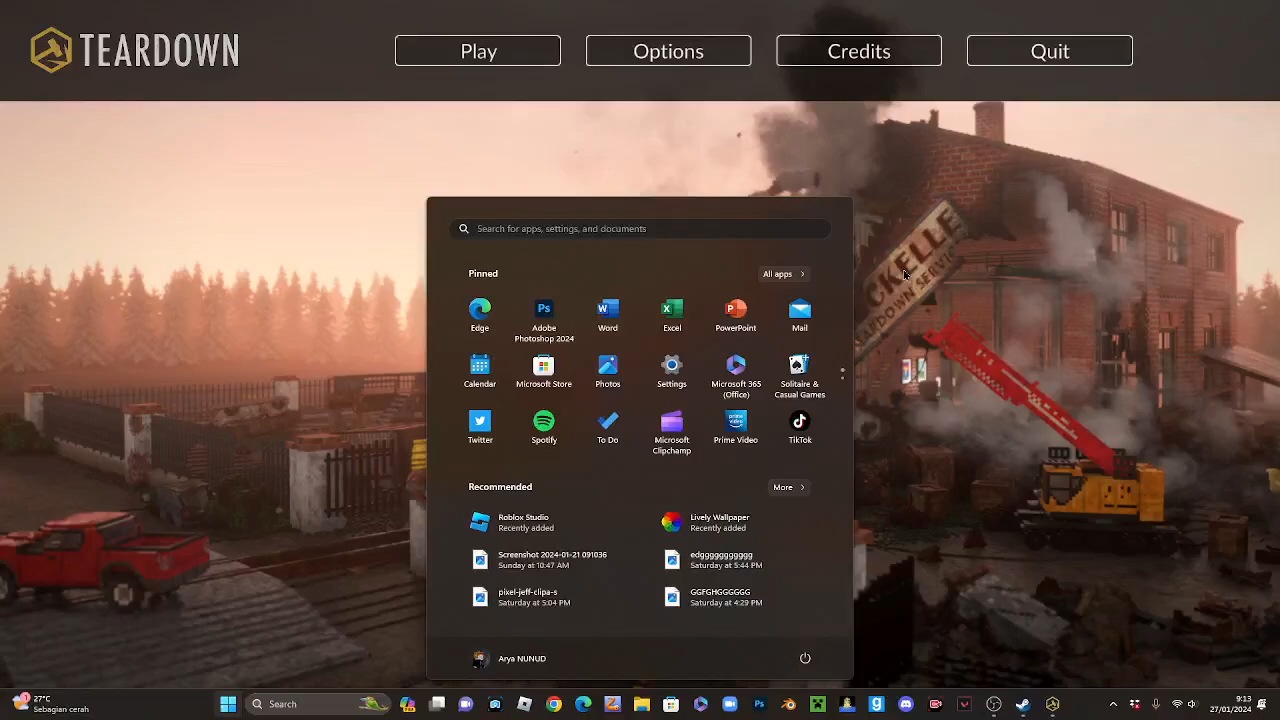 TEARDOWN
Play
Options
Credits
Quit
Search for apps, settings, and documents
Pinned
All apps
Edge
Adobe
Photoshop 2024
Word
Excel
PowerPoint
Mail
Calendar
Microsoft Store
Photos
Settings
Microsoft 365
(Office)
Solitaire &
Casual Games
Twitter
Spotify
To Do
Microsoft
Clipchamp
Prime Video
TikTok
Recommended
More
Roblox Studio
Recently added
Lively Wallpaper
Recently added
Screenshot 2024-01-21 091036
Sunday at 10:47 AM
edgggggggggg
Saturday at 5:44 PM
pixel-jeff-clipa-s
Saturday at 5:04 PM
GGFGHGGGGGG
Saturday at 4:29 PM
Arya NUNUD
27°C
Sebagian cerah
Search
9:13
27/01/2024